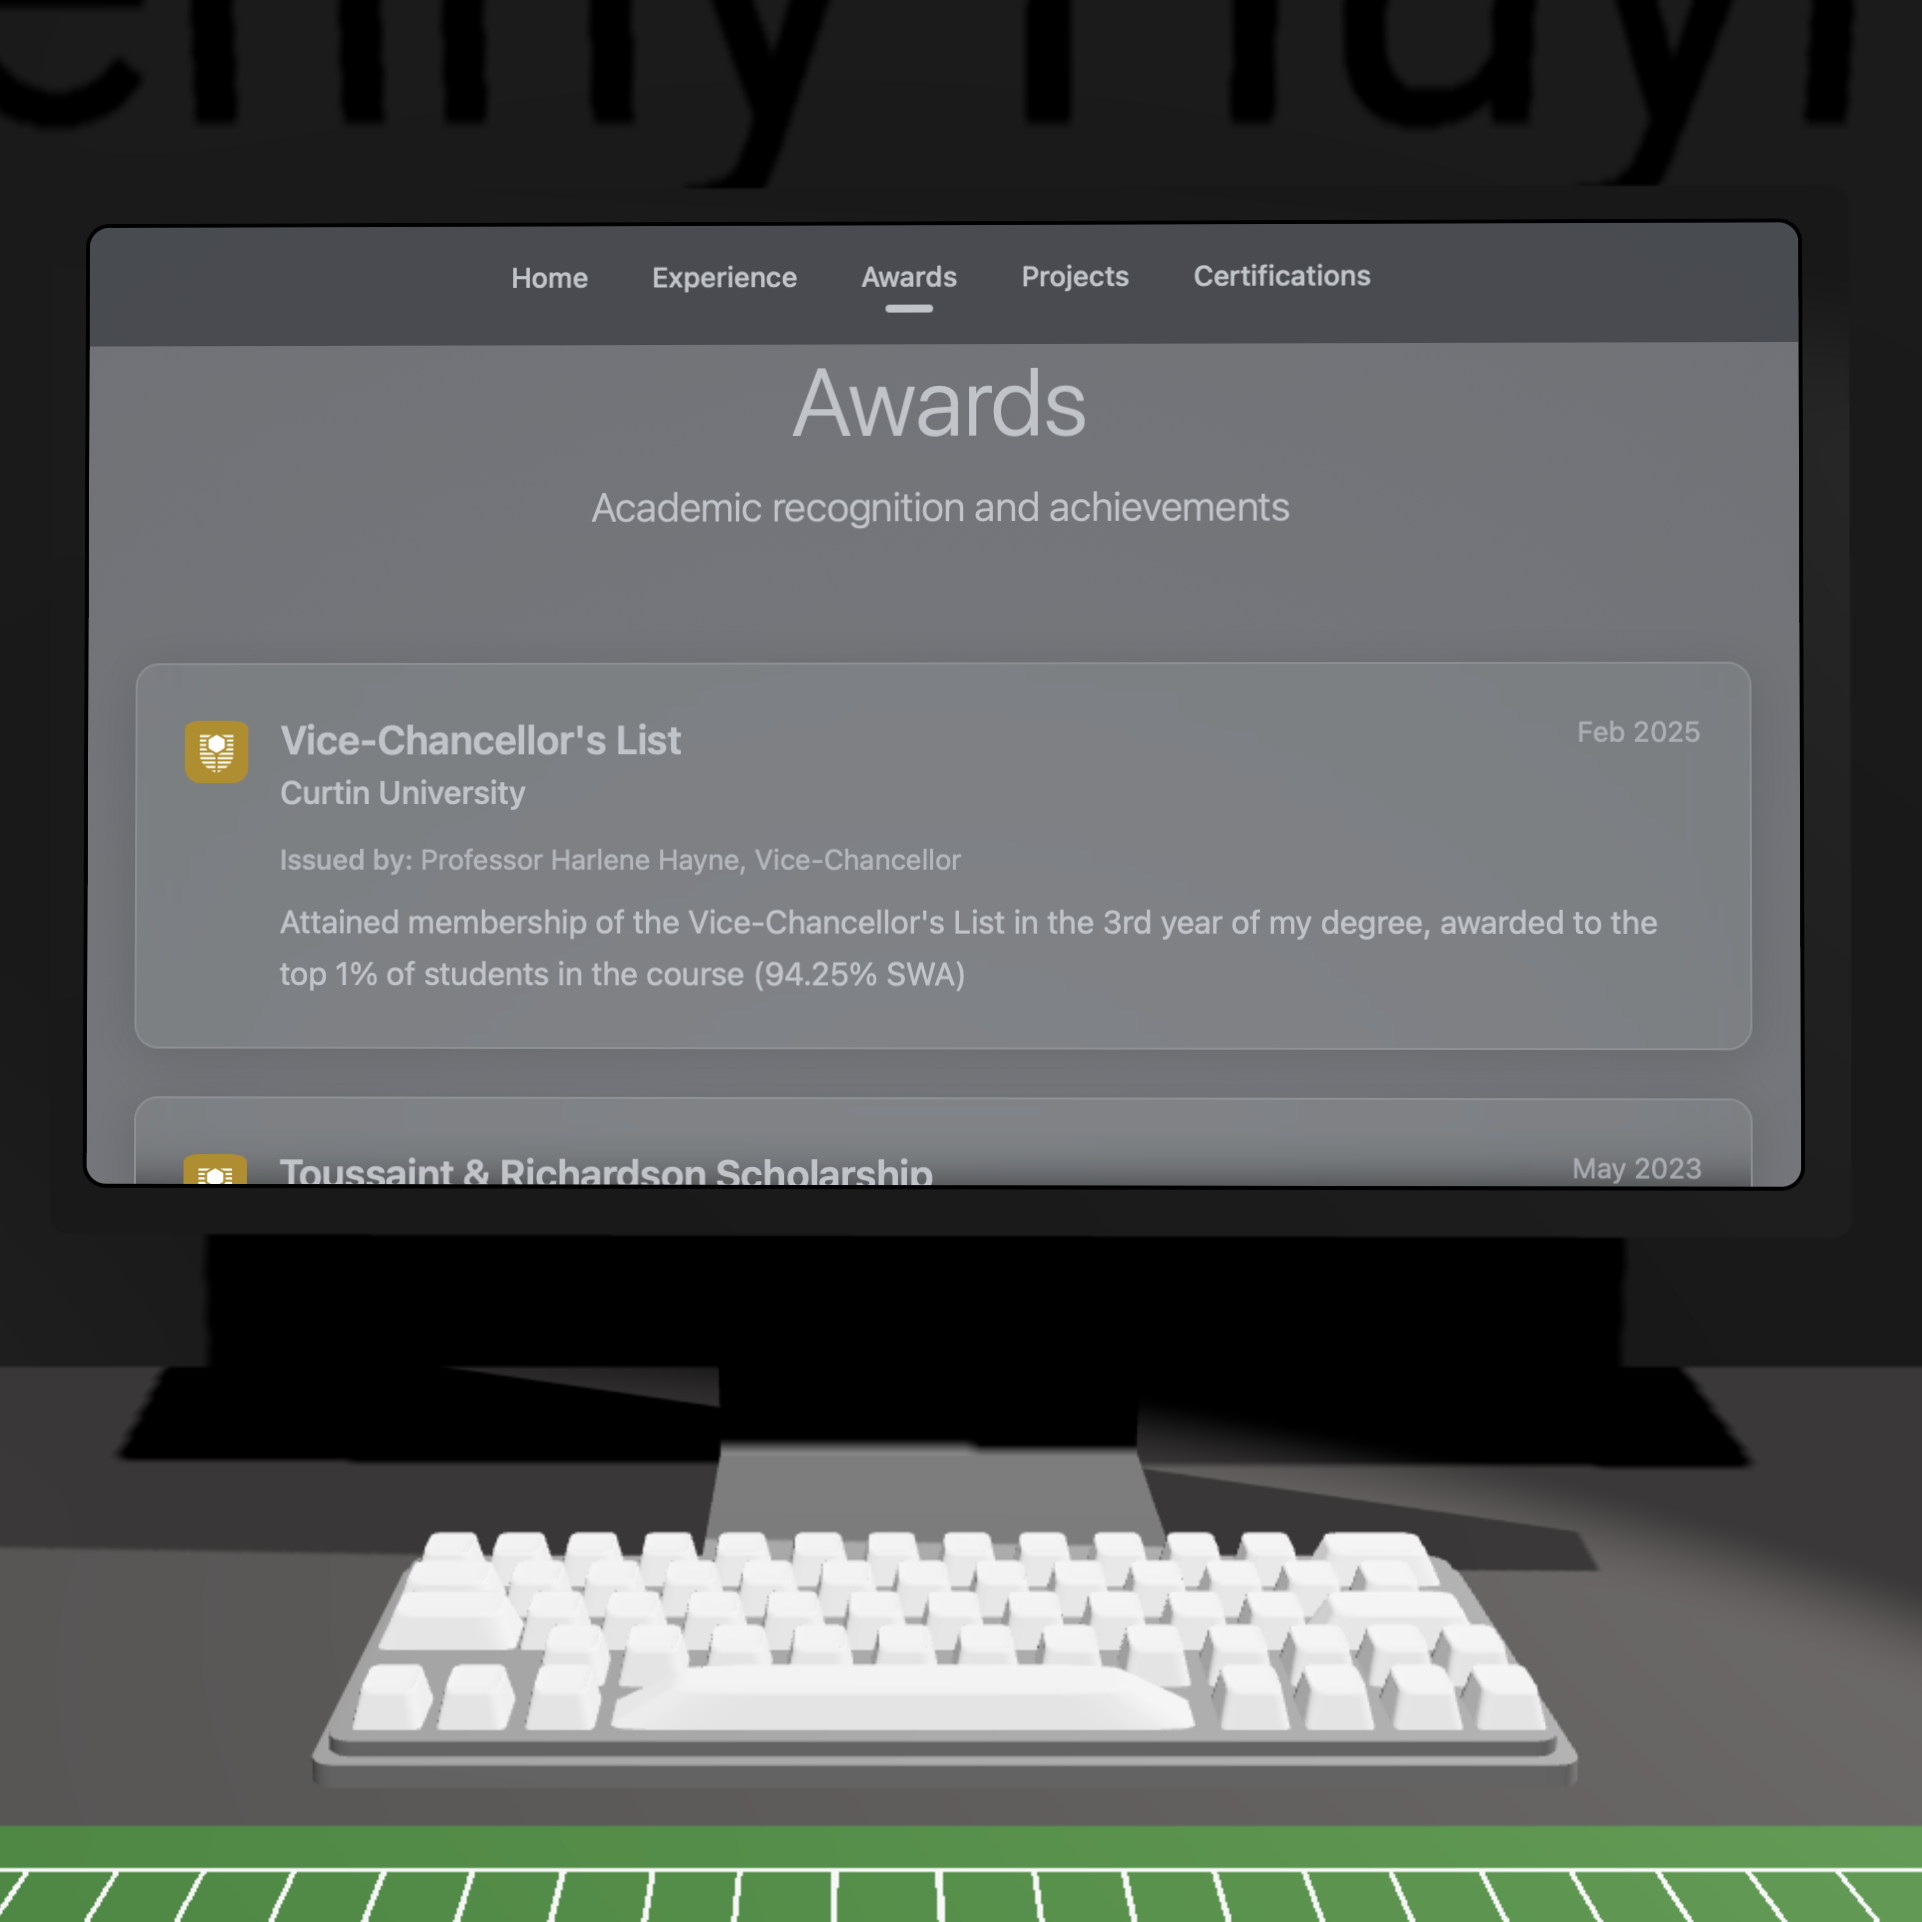 Home Experience Awards Projects Certifications
Awards
Academic recognition and achievements
Vice-Chancellor's List
Feb 2025
Curtin University
Issued by: Professor Harlene Hayne, Vice-Chancellor
Attained membership of the Vice-Chancellor's List in the 3rd year of my degree, awarded to the
top 1% of students in the course (94.25% SWA)
Toussaint & Richardson Scholarship
May 2023